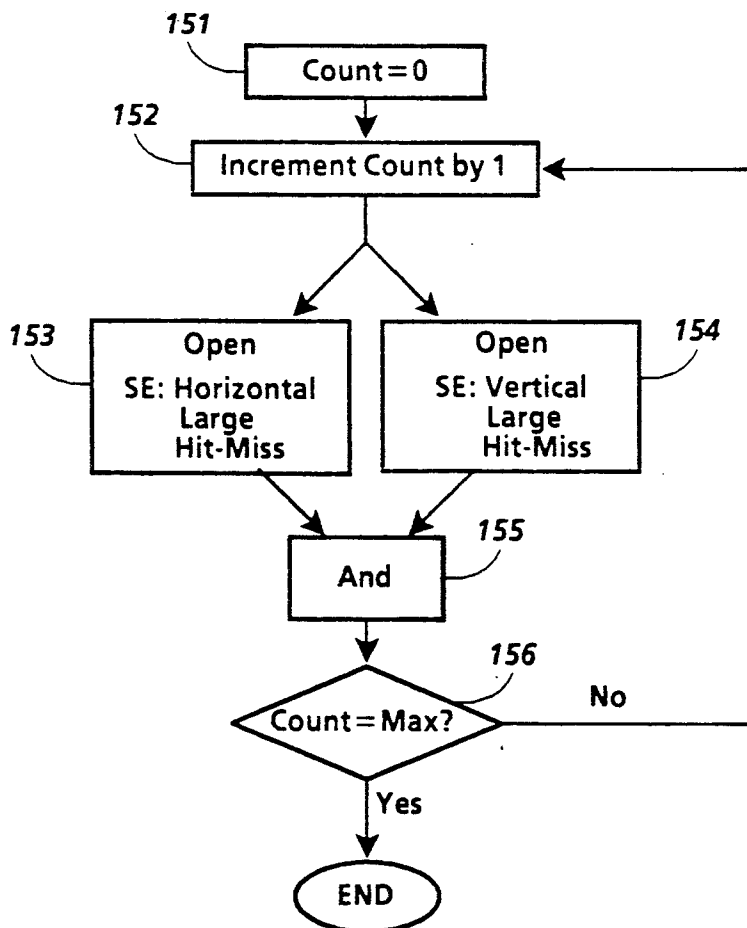 151
Count=0
152
Increment Count by 1
153
Open
SE: Horizontal
Large
Hit-Miss
154
Open
SE: Vertical
Large
Hit-Miss
155
And
156
Count=Max?
No
Yes
END